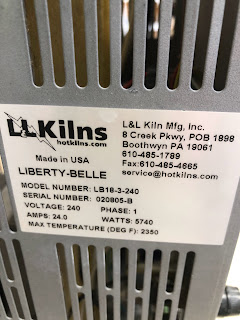 L&L Kilns
hotkilns.com
Made in USA
LIBERTY-BELLE
L&L Kiln Mfg, Inc.
8 Creek Pkwy, POB 1898
Boothwyn PA 19061
610-485-1789
Fax:610-485-4665
service@hotkilns.com
MODEL NUMBER: LB18-3-240
SERIAL NUMBER: 020805-B
VOLTAGE: 240 PHASE: 1
AMPS: 24.0 WATTS: 5740
MAX TEMPERATURE (DEG F): 2350